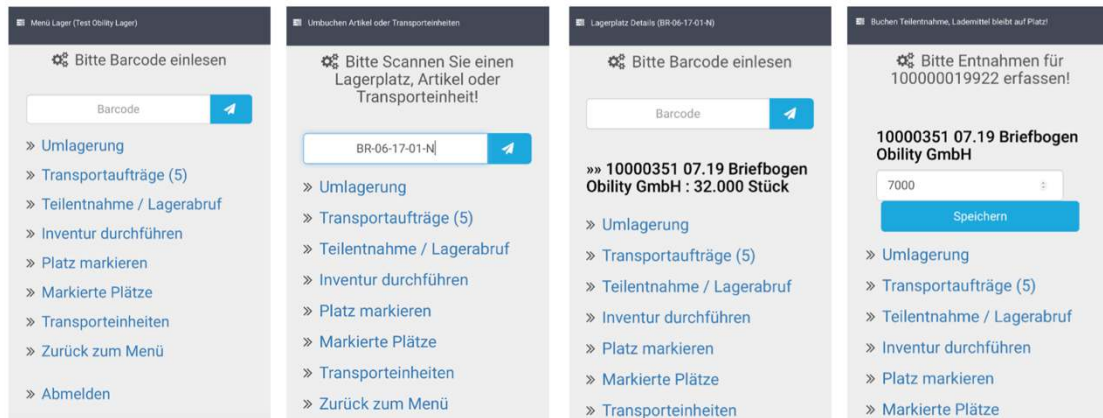 Menü Lager (Test Obility Lager)
Bitte Barcode einlesen
Barcode
» Umlagerung
» Transportaufträge (5)
» Teilentnahme / Lagerabruf
» Inventur durchführen
» Platz markieren
» Markierte Plätze
» Transporteinheiten
» Zurück zum Menü
» Abmelden
Umbuchen Artikel oder Transporteinheiten
Bitte Scannen Sie einen
Lagerplatz, Artikel oder
Transporteinheit!
BR-06-17-01-N
» Umlagerung
» Transportaufträge (5)
» Teilentnahme / Lagerabruf
» Inventur durchführen
» Platz markieren
» Markierte Plätze
» Transporteinheiten
» Zurück zum Menü
Lagerplatz Details (BR-06-17-01-N)
Bitte Barcode einlesen
Barcode
»» 10000351 07.19 Briefbogen
Obility GmbH : 32.000 Stück
» Umlagerung
» Transportaufträge (5)
» Teilentnahme / Lagerabruf
» Inventur durchführen
» Platz markieren
» Markierte Plätze
» Transporteinheiten
Buchen Teilentnahme, Lademittel bleibt auf Platz!
Bitte Entnahmen für
100000019922 erfassen!
10000351 07.19 Briefbogen
Obility GmbH
7000
Speichern
» Umlagerung
» Transportaufträge (5)
» Teilentnahme / Lagerabruf
» Inventur durchführen
» Platz markieren
» Markierte Plätze